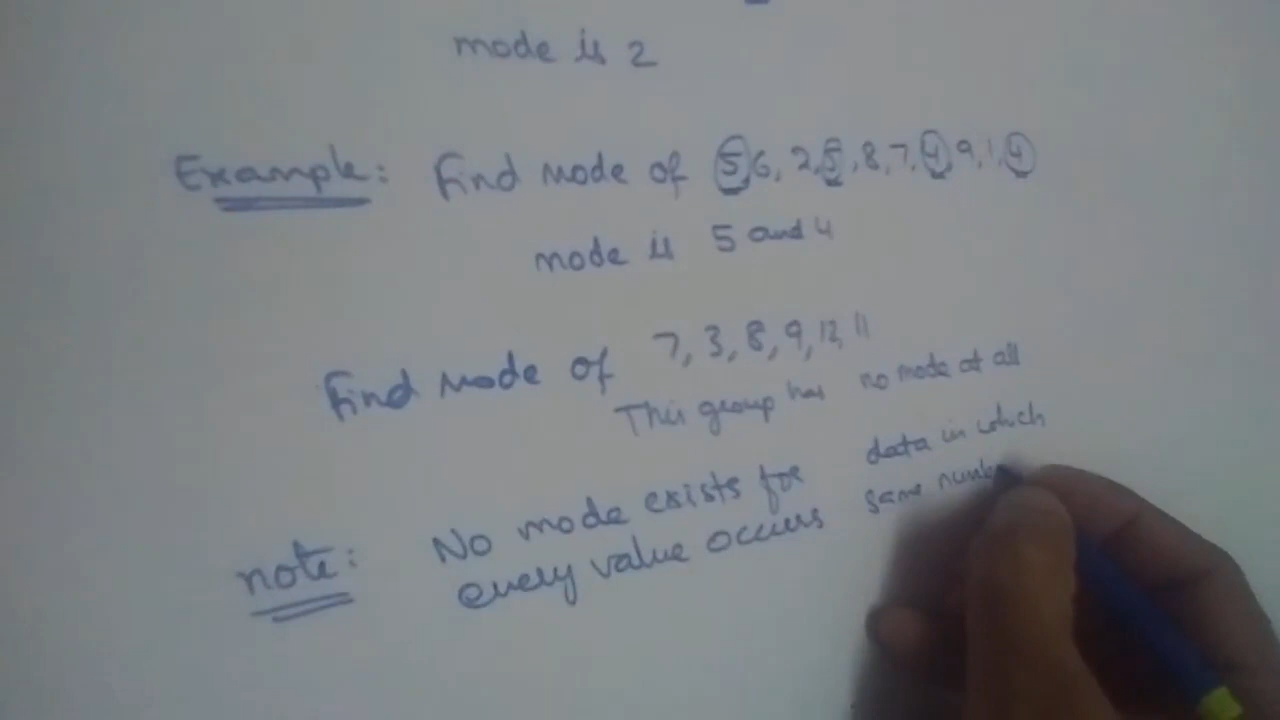 mode is 2
Example: Find mode of 5, 6, 2, 5, 8, 7, 4, 9, 1, 4
mode is 5 and 4
Find mode of 7, 3, 8, 9, 12, 11
This group has no mode at all
note: No mode exists for data in which
every value occurs same numbe